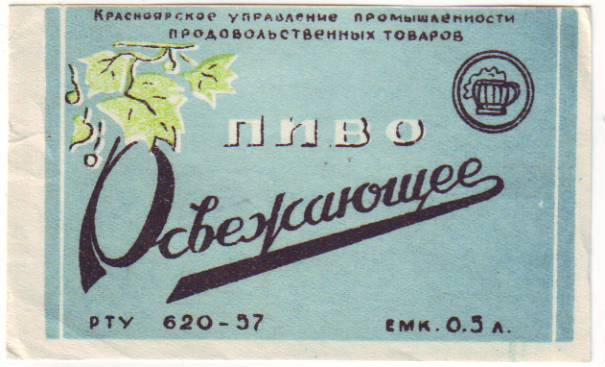 Красноярское управление промышленности
продовольственных товаров
ПИВО
Освежающее
РТУ 620-57 ЕМК. 0.5 Л.